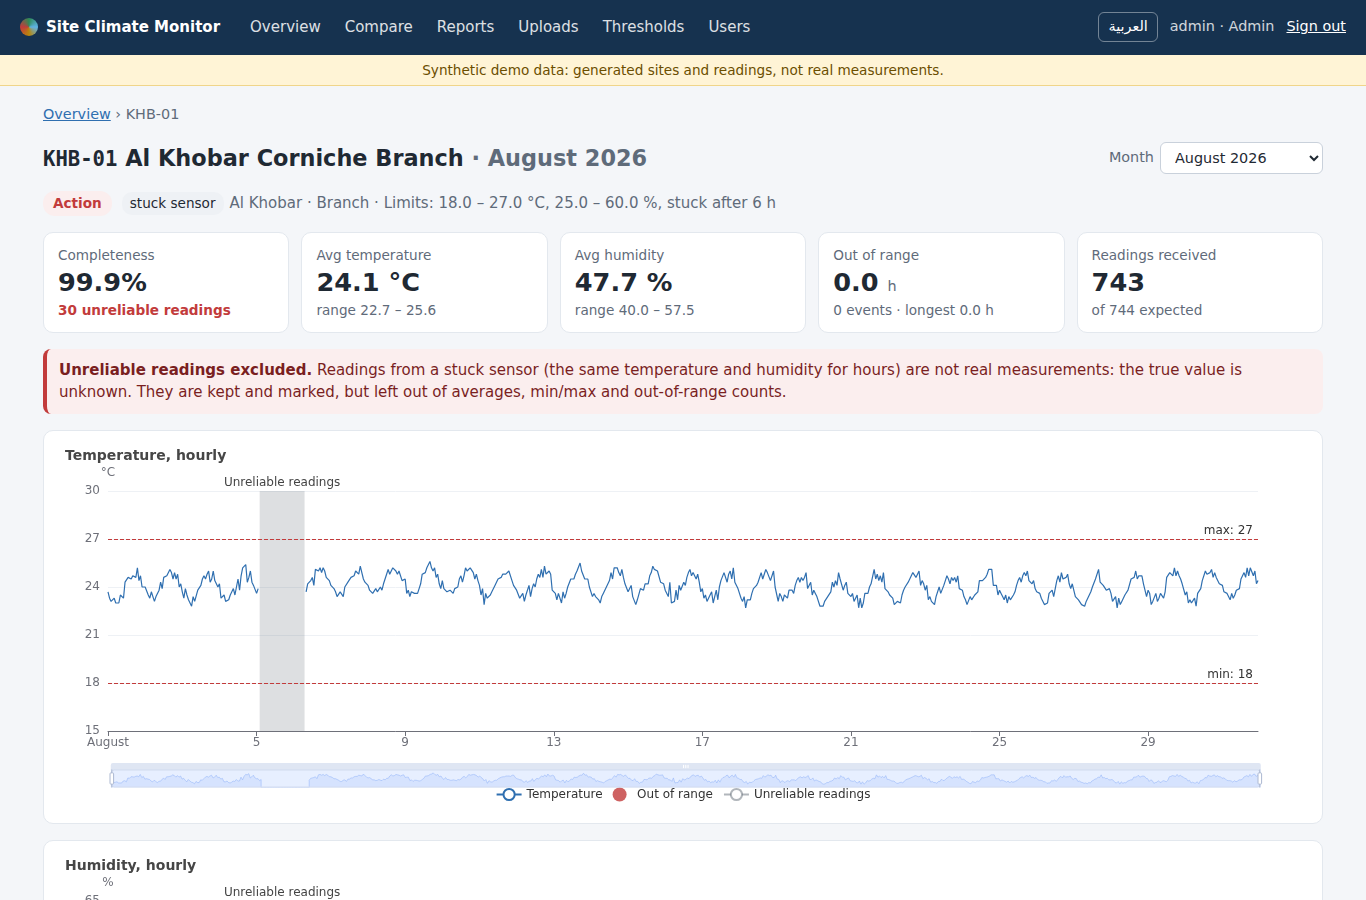 Site Climate Monitor Overview Compare Reports Uploads Thresholds Users العربية admin · Admin Sign out
Synthetic demo data: generated sites and readings, not real measurements.
Overview › KHB-01
KHB-01 Al Khobar Corniche Branch · August 2026 Month August 2026
Action stuck sensor Al Khobar · Branch · Limits: 18.0 – 27.0 °C, 25.0 – 60.0 %, stuck after 6 h
Completeness
99.9%
30 unreliable readings
Avg temperature
24.1 °C
range 22.7 – 25.6
Avg humidity
47.7 %
range 40.0 – 57.5
Out of range
0.0 h
0 events · longest 0.0 h
Readings received
743
of 744 expected
Unreliable readings excluded. Readings from a stuck sensor (the same temperature and humidity for hours) are not real measurements: the true value is
unknown. They are kept and marked, but left out of averages, min/max and out-of-range counts.
Temperature, hourly
°C
Unreliable readings
30
max: 27
27
24
21
min: 18
18
15
August 5 9 13 17 21 25 29
Temperature Out of range Unreliable readings
Humidity, hourly
%
Unreliable readings
65